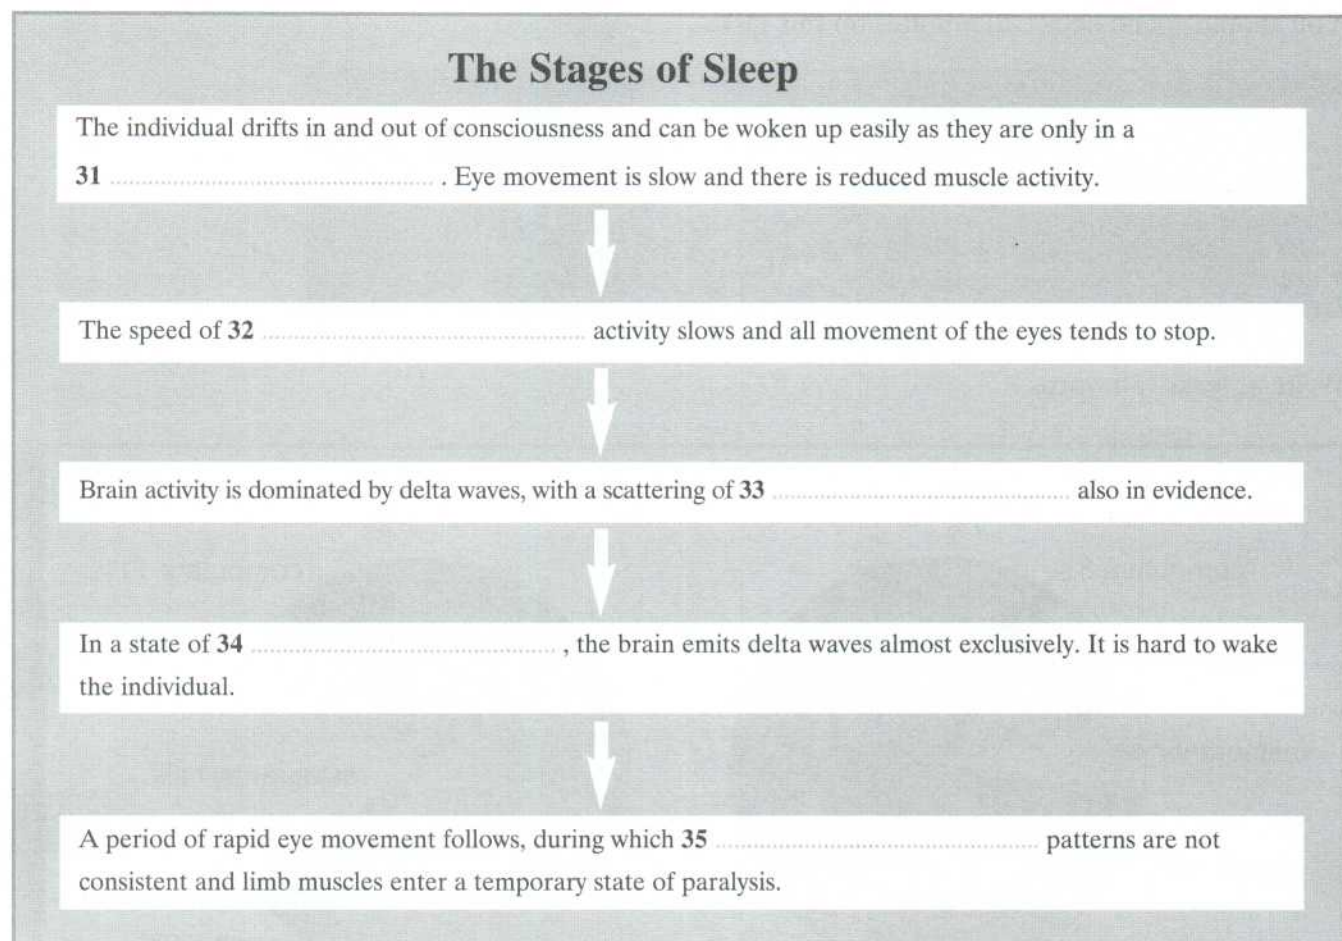 The Stages of Sleep
The individual drifts in and out of consciousness and can be woken up easily as they are only in a
31 ................................................ . Eye movement is slow and there is reduced muscle activity.
The speed of 32 ................................................ activity slows and all movement of the eyes tends to stop.
Brain activity is dominated by delta waves, with a scattering of 33 ............................................ also in evidence.
In a state of 34 .............................................. , the brain emits delta waves almost exclusively. It is hard to wake
the individual.
A period of rapid eye movement follows, during which 35 ................................................ patterns are not
consistent and limb muscles enter a temporary state of paralysis.